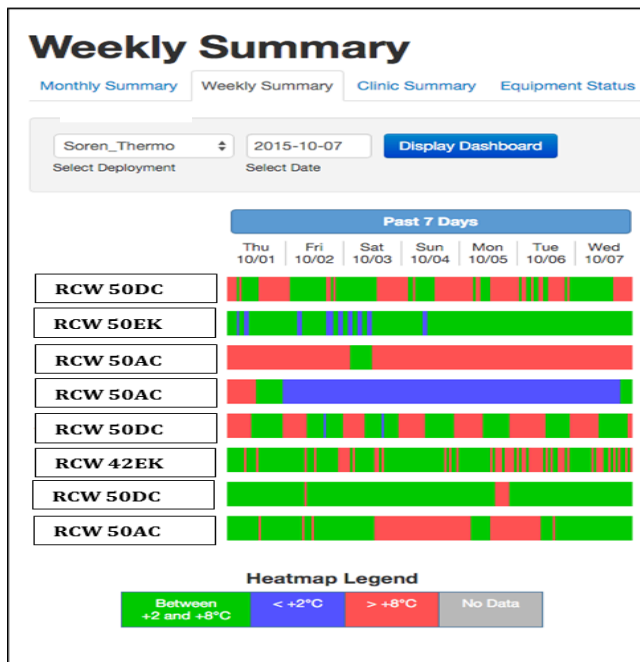 Weekly Summary
Monthly Summary Weekly Summary Clinic Summary Equipment Status
Soren_Thermo 2015-10-07 Display Dashboard
Select Deployment Select Date
Past 7 Days
Thu Fri Sat Sun Mon Tue Wed
10/01 10/02 10/03 10/04 10/05 10/06 10/07
RCW 50DC
RCW 50EK
RCW 50AC
RCW 50AC
RCW 50DC
RCW 42EK
RCW 50DC
RCW 50AC
Heatmap Legend
Between < +2°C > +8°C No Data
+2 and +8°C